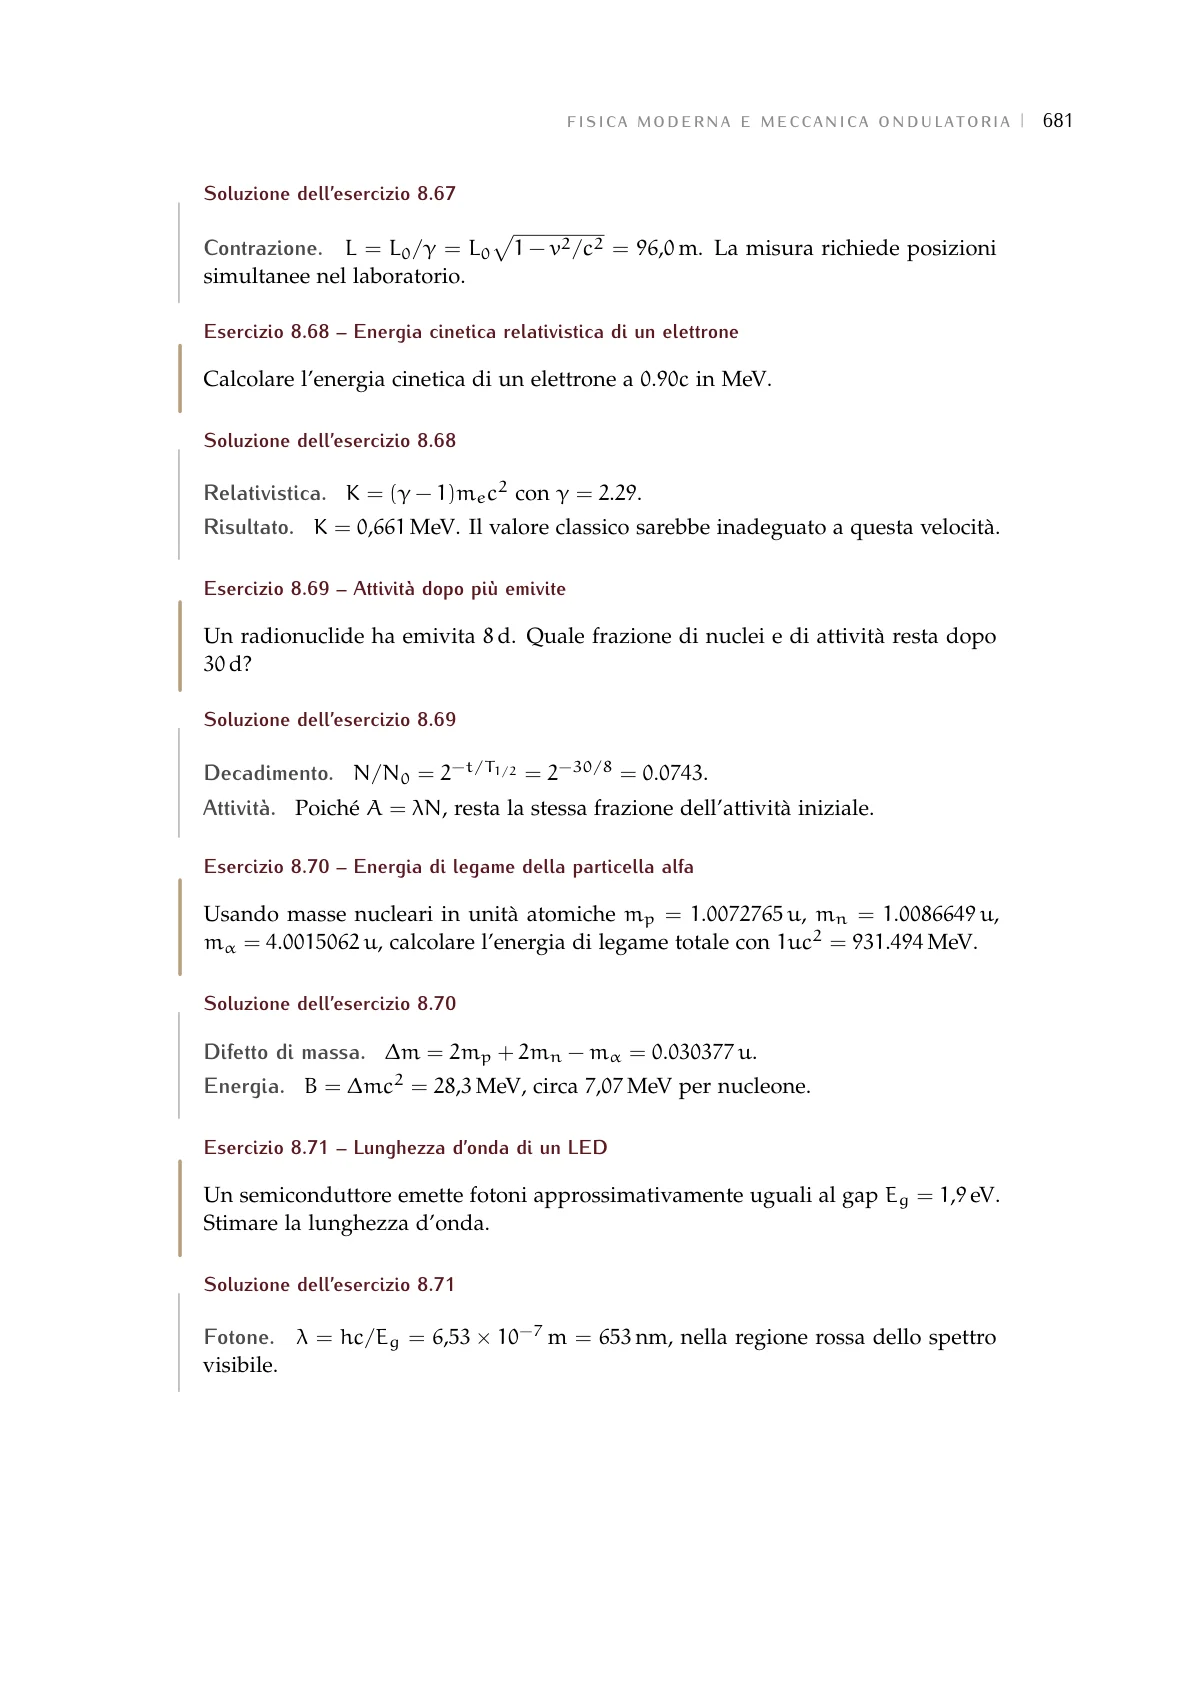 FISICA MODERNA E MECCANICA ONDULATORIA | 681
Soluzione dell'esercizio 8.67
Contrazione. L = L₀/γ = L₀√(1 − v²/c²) = 96,0 m. La misura richiede posizioni
simultanee nel laboratorio.
Esercizio 8.68 – Energia cinetica relativistica di un elettrone
Calcolare l'energia cinetica di un elettrone a 0.90c in MeV.
Soluzione dell'esercizio 8.68
Relativistica. K = (γ − 1)mₑc² con γ = 2.29.
Risultato. K = 0,661 MeV. Il valore classico sarebbe inadeguato a questa velocità.
Esercizio 8.69 – Attività dopo più emivite
Un radionuclide ha emivita 8 d. Quale frazione di nuclei e di attività resta dopo
30 d?
Soluzione dell'esercizio 8.69
Decadimento. N/N₀ = 2^(−t/T_1/2) = 2^(−30/8) = 0.0743.
Attività. Poiché A = λN, resta la stessa frazione dell'attività iniziale.
Esercizio 8.70 – Energia di legame della particella alfa
Usando masse nucleari in unità atomiche m_p = 1.0072765 u, m_n = 1.0086649 u,
m_α = 4.0015062 u, calcolare l'energia di legame totale con 1uc² = 931.494 MeV.
Soluzione dell'esercizio 8.70
Difetto di massa. Δm = 2m_p + 2m_n − m_α = 0.030377 u.
Energia. B = Δmc² = 28,3 MeV, circa 7,07 MeV per nucleone.
Esercizio 8.71 – Lunghezza d'onda di un LED
Un semiconduttore emette fotoni approssimativamente uguali al gap E_g = 1,9 eV.
Stimare la lunghezza d'onda.
Soluzione dell'esercizio 8.71
Fotone. λ = hc/E_g = 6,53 × 10⁻⁷ m = 653 nm, nella regione rossa dello spettro
visibile.